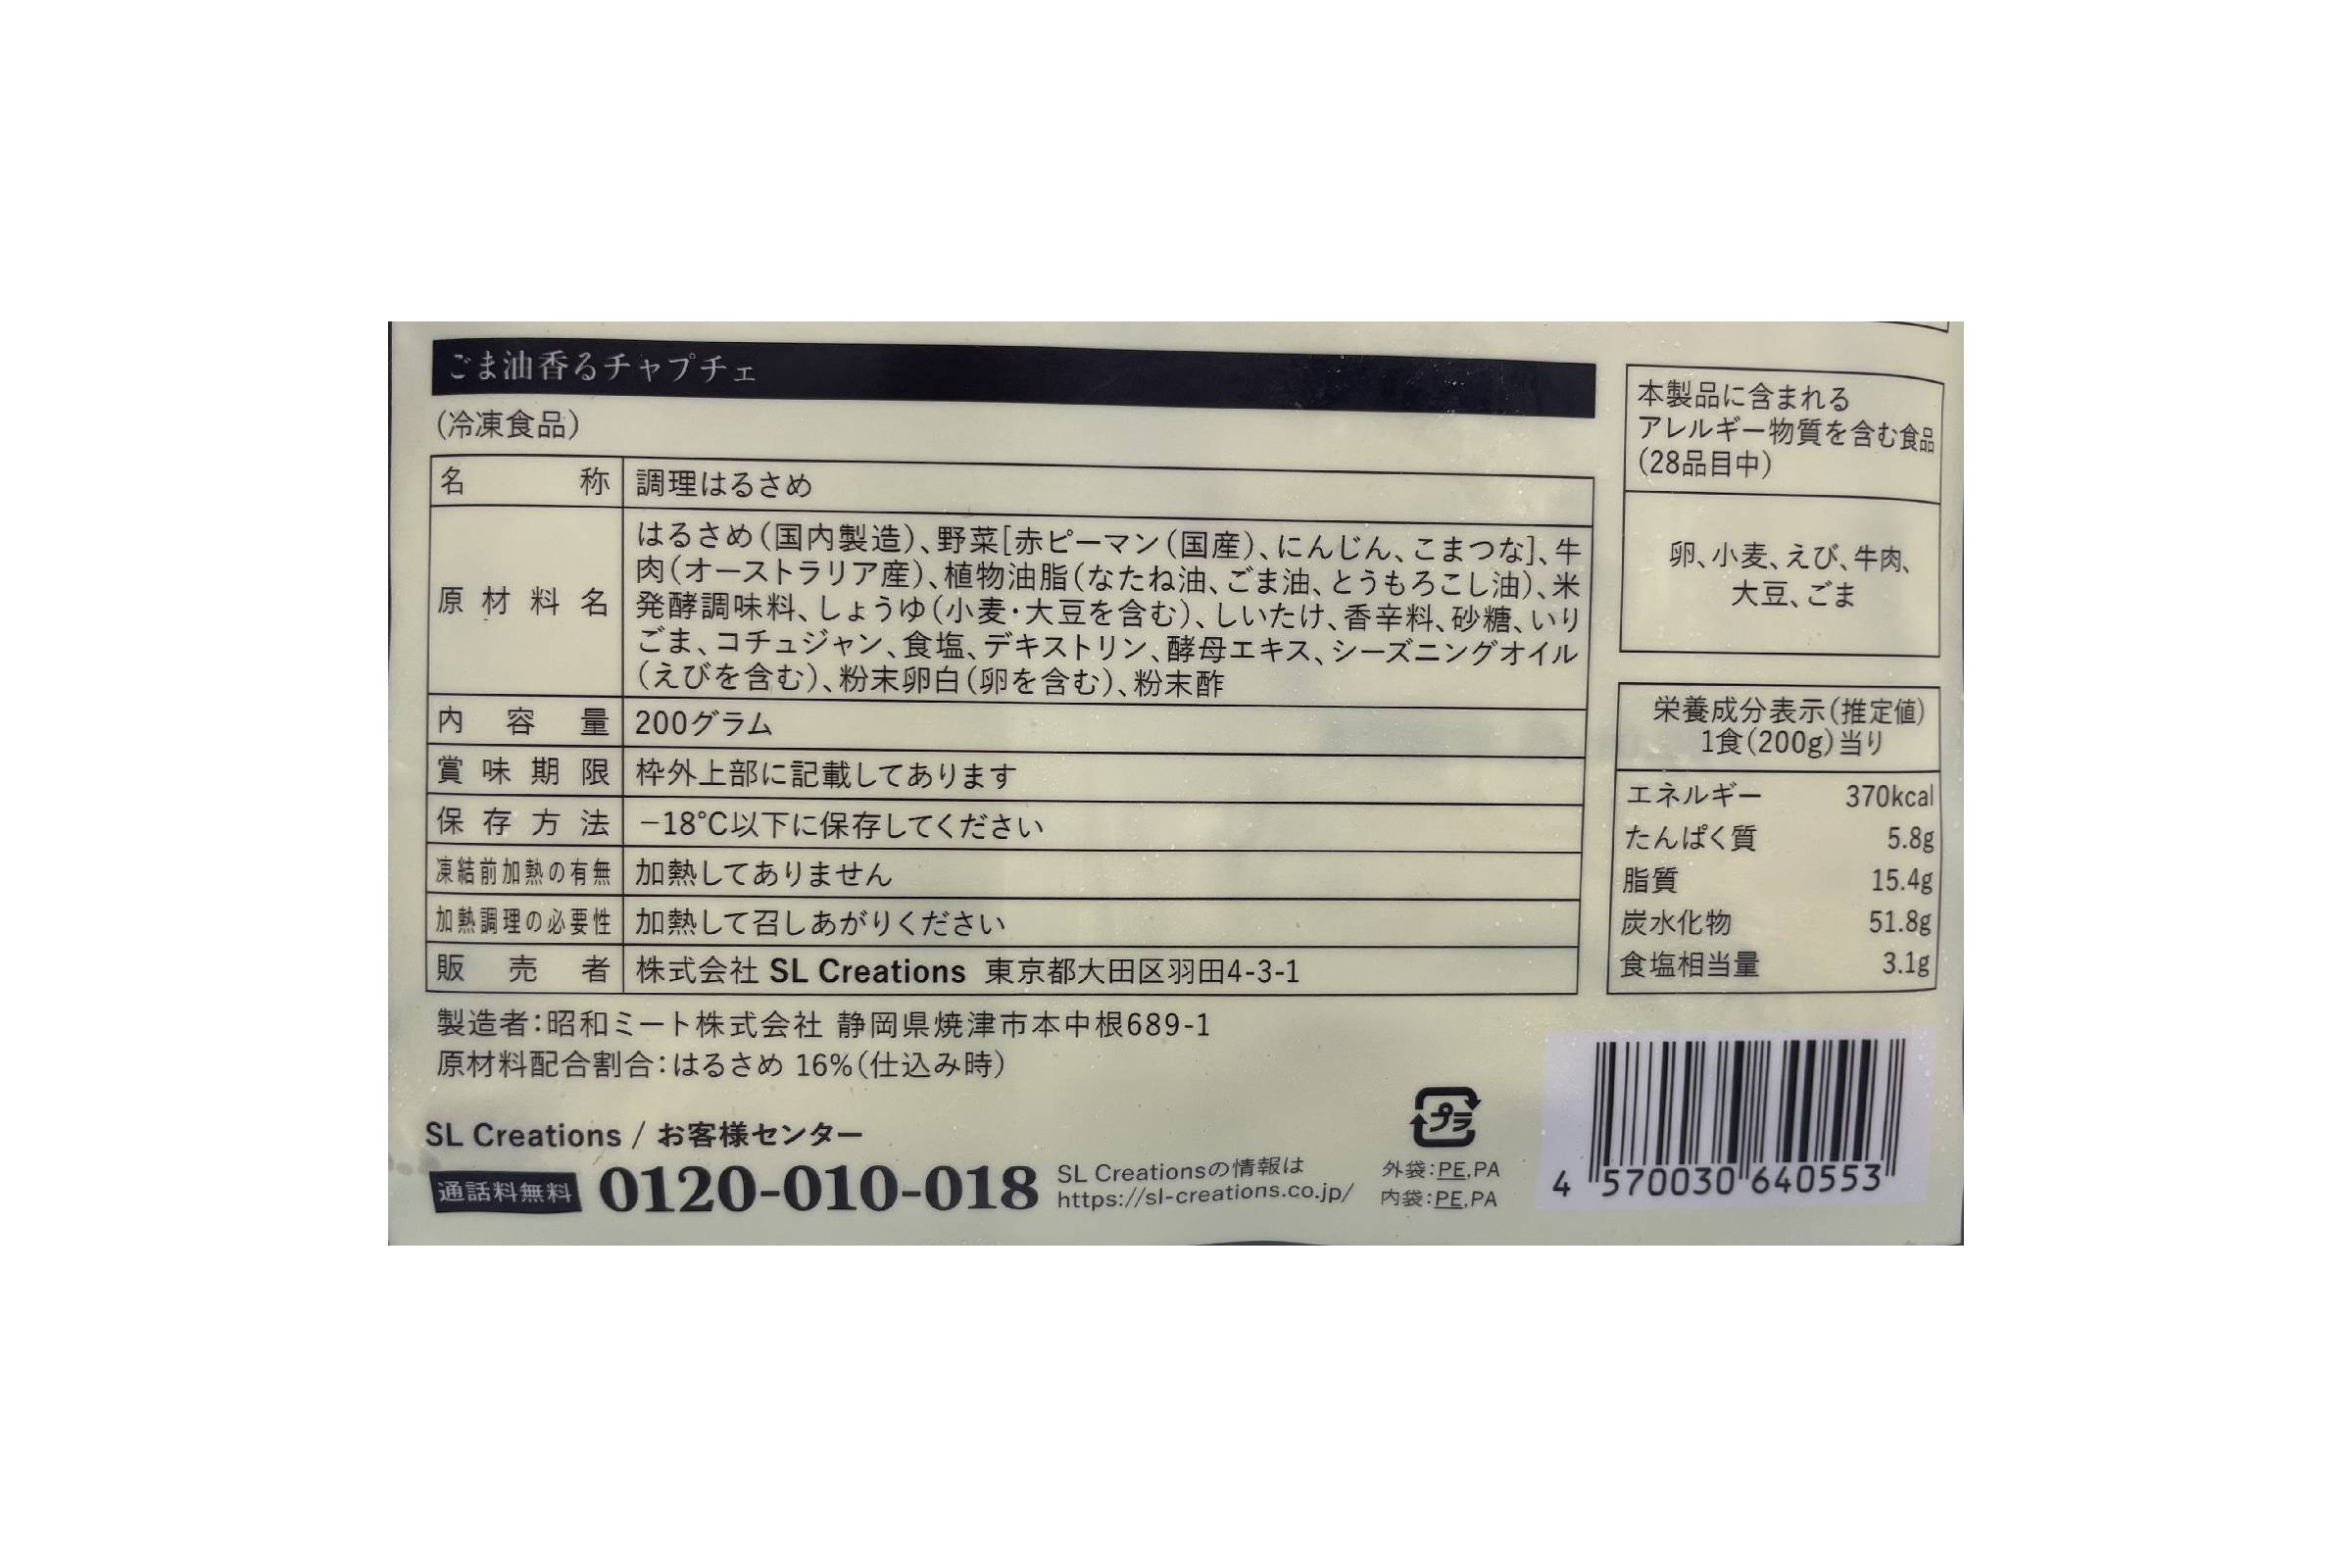 ごま油香るチャプチェ
(冷凍食品)
名称 調理はるさめ
原材料名 はるさめ(国内製造)、野菜[赤ピーマン(国産)、にんじん、こまつな]、牛
肉(オーストラリア産)、植物油脂(なたね油、ごま油、とうもろこし油)、米
発酵調味料、しょうゆ(小麦・大豆を含む)、しいたけ、香辛料、砂糖、いり
ごま、コチュジャン、食塩、デキストリン、酵母エキス、シーズニングオイル
(えびを含む)、粉末卵白(卵を含む)、粉末酢
内容量 200グラム
賞味期限 枠外上部に記載してあります
保存方法 −18℃以下に保存してください
凍結前加熱の有無 加熱してありません
加熱調理の必要性 加熱して召しあがりください
販売者 株式会社 SL Creations 東京都大田区羽田4-3-1
製造者:昭和ミート株式会社 静岡県焼津市本中根689-1
原材料配合割合:はるさめ 16%(仕込み時)
SL Creations / お客様センター
通話料無料 0120-010-018
SL Creationsの情報は
https://sl-creations.co.jp/
本製品に含まれる
アレルギー物質を含む食品
(28品目中)
卵、小麦、えび、牛肉、
大豆、ごま
栄養成分表示(推定値)
1食(200g)当り
エネルギー 370kcal
たんぱく質 5.8g
脂質 15.4g
炭水化物 51.8g
食塩相当量 3.1g
プラ
外袋:PE,PA
内袋:PE,PA
4 570030 640553